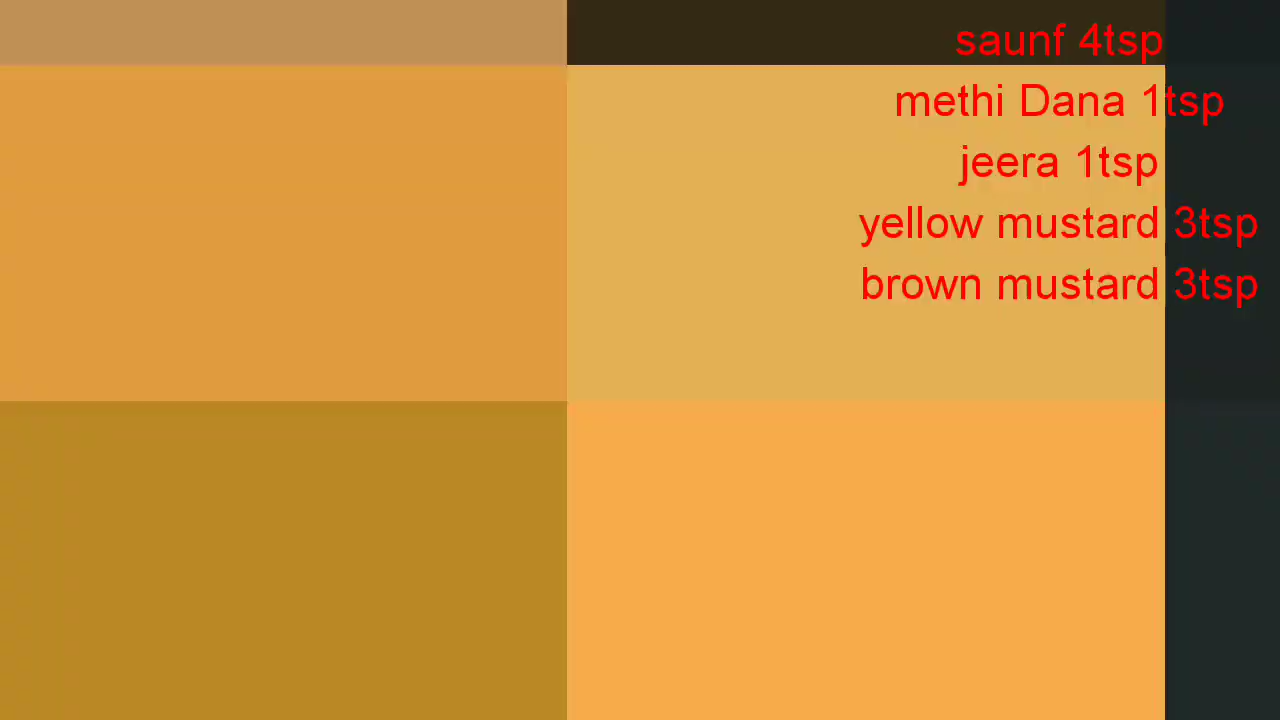 saunf 4tsp
methi Dana 1tsp
jeera 1tsp
yellow mustard 3tsp
brown mustard 3tsp